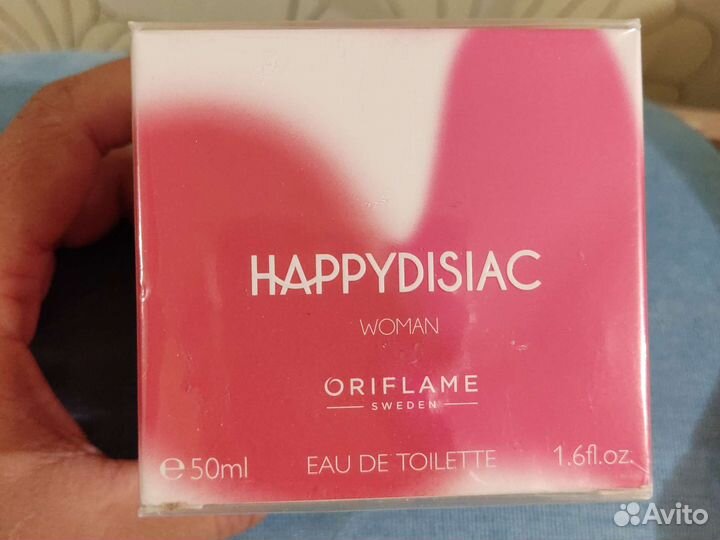 HAPPYDISIAC
WOMAN
ORIFLAME
SWEDEN
℮50ml EAU DE TOILETTE 1.6fl.oz.
Avito